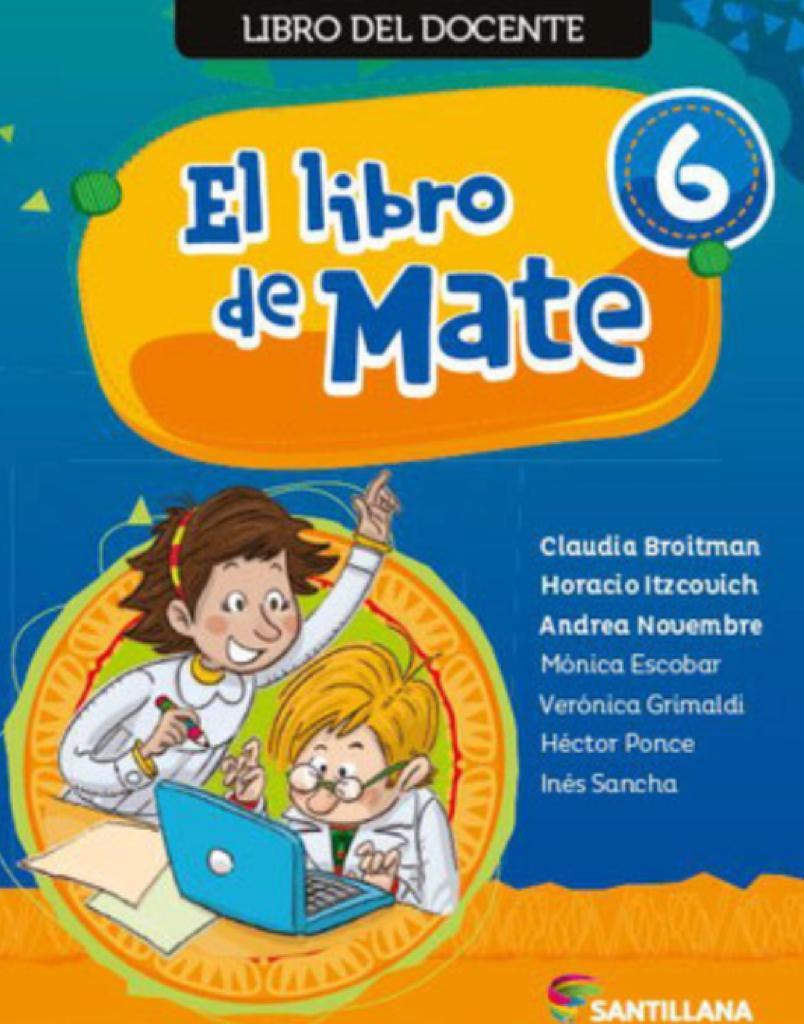 LIBRO DEL DOCENTE
6
El libro
de Mate
Claudia Broitman
Horacio Itzcovich
Andrea Novembre
Mónica Escobar
Verónica Grimaldi
Héctor Ponce
Inés Sancha
SANTILLANA